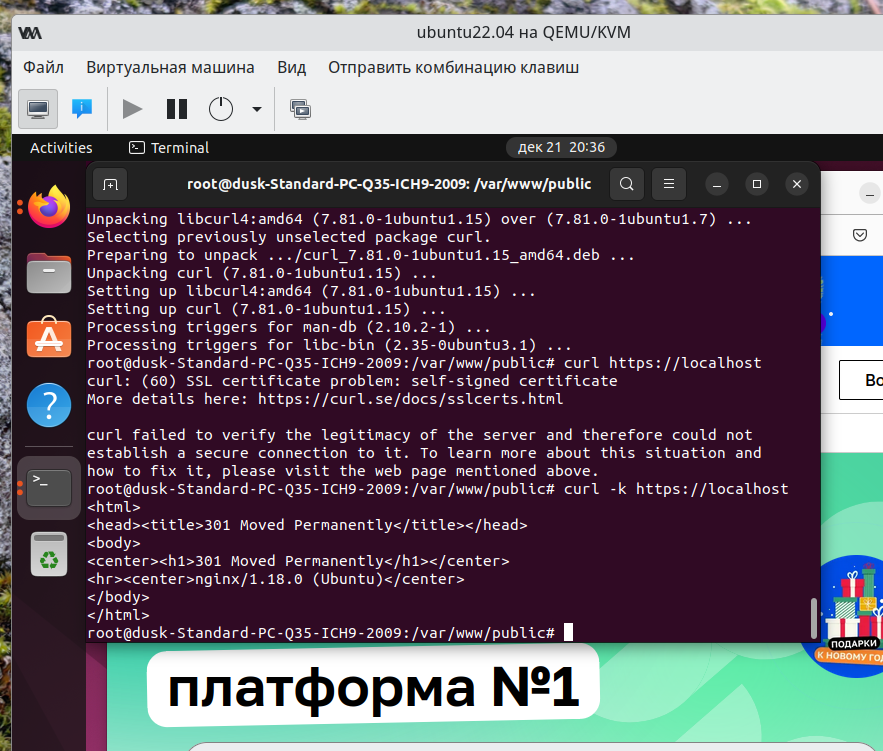 ubuntu22.04 на QEMU/KVM
Файл Виртуальная машина Вид Отправить комбинацию клавиш
Activities Terminal дек 21 20:36
root@dusk-Standard-PC-Q35-ICH9-2009: /var/www/public
Unpacking libcurl4:amd64 (7.81.0-1ubuntu1.15) over (7.81.0-1ubuntu1.7) ...
Selecting previously unselected package curl.
Preparing to unpack .../curl_7.81.0-1ubuntu1.15_amd64.deb ...
Unpacking curl (7.81.0-1ubuntu1.15) ...
Setting up libcurl4:amd64 (7.81.0-1ubuntu1.15) ...
Setting up curl (7.81.0-1ubuntu1.15) ...
Processing triggers for man-db (2.10.2-1) ...
Processing triggers for libc-bin (2.35-0ubuntu3.1) ...
root@dusk-Standard-PC-Q35-ICH9-2009:/var/www/public# curl https://localhost
curl: (60) SSL certificate problem: self-signed certificate
More details here: https://curl.se/docs/sslcerts.html
curl failed to verify the legitimacy of the server and therefore could not
establish a secure connection to it. To learn more about this situation and
how to fix it, please visit the web page mentioned above.
root@dusk-Standard-PC-Q35-ICH9-2009:/var/www/public# curl -k https://localhost
<html>
<head><title>301 Moved Permanently</title></head>
<body>
<center><h1>301 Moved Permanently</h1></center>
<hr><center>nginx/1.18.0 (Ubuntu)</center>
</body>
</html>
root@dusk-Standard-PC-Q35-ICH9-2009:/var/www/public#
Во
ПОДАРКИ
К НОВОМУ ГОД
платформа №1